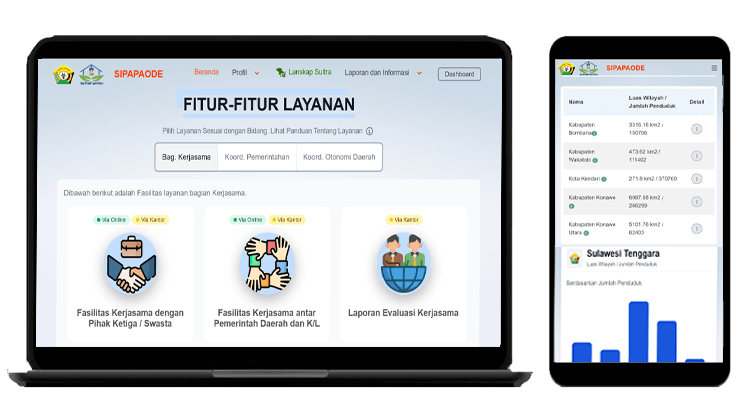 SIPAPAODE
Beranda
Profil
Lanskap Sultra
Laporan dan Informasi
Dashboard
FITUR-FITUR LAYANAN
Pilih Layanan Sesuai dengan Bidang. Lihat Panduan Tentang Layanan
Bag. Kerjasama
Koord. Pemerintahan
Koord. Otonomi Daerah
Dibawah berikut adalah Fasilitas layanan bagian Kerjasama.
Via Online
Via Kantor
Via Online
Via Kantor
Via Kantor
Fasilitas Kerjasama dengan
Pihak Ketiga / Swasta
Fasilitas Kerjasama antar
Pemerintah Daerah dan K/L
Laporan Evaluasi Kerjasama
SIPAPAODE
Nama
Luas Wilayah /
Jumlah Penduduk
Detail
Kabupaten
Bombana
3316.16 km2 /
150706
Kabupaten
Wakatobi
473.62 km2 /
111402
Kota Kendari
271.8 km2 / 370760
Kabupaten Konawe
6987.68 km2 /
266299
Kabupaten Konawe
Utara
5101.76 km2 /
62403
Sulawesi Tenggara
Luas Wilayah / Jumlah Penduduk
Berdasarkan Jumlah Penduduk